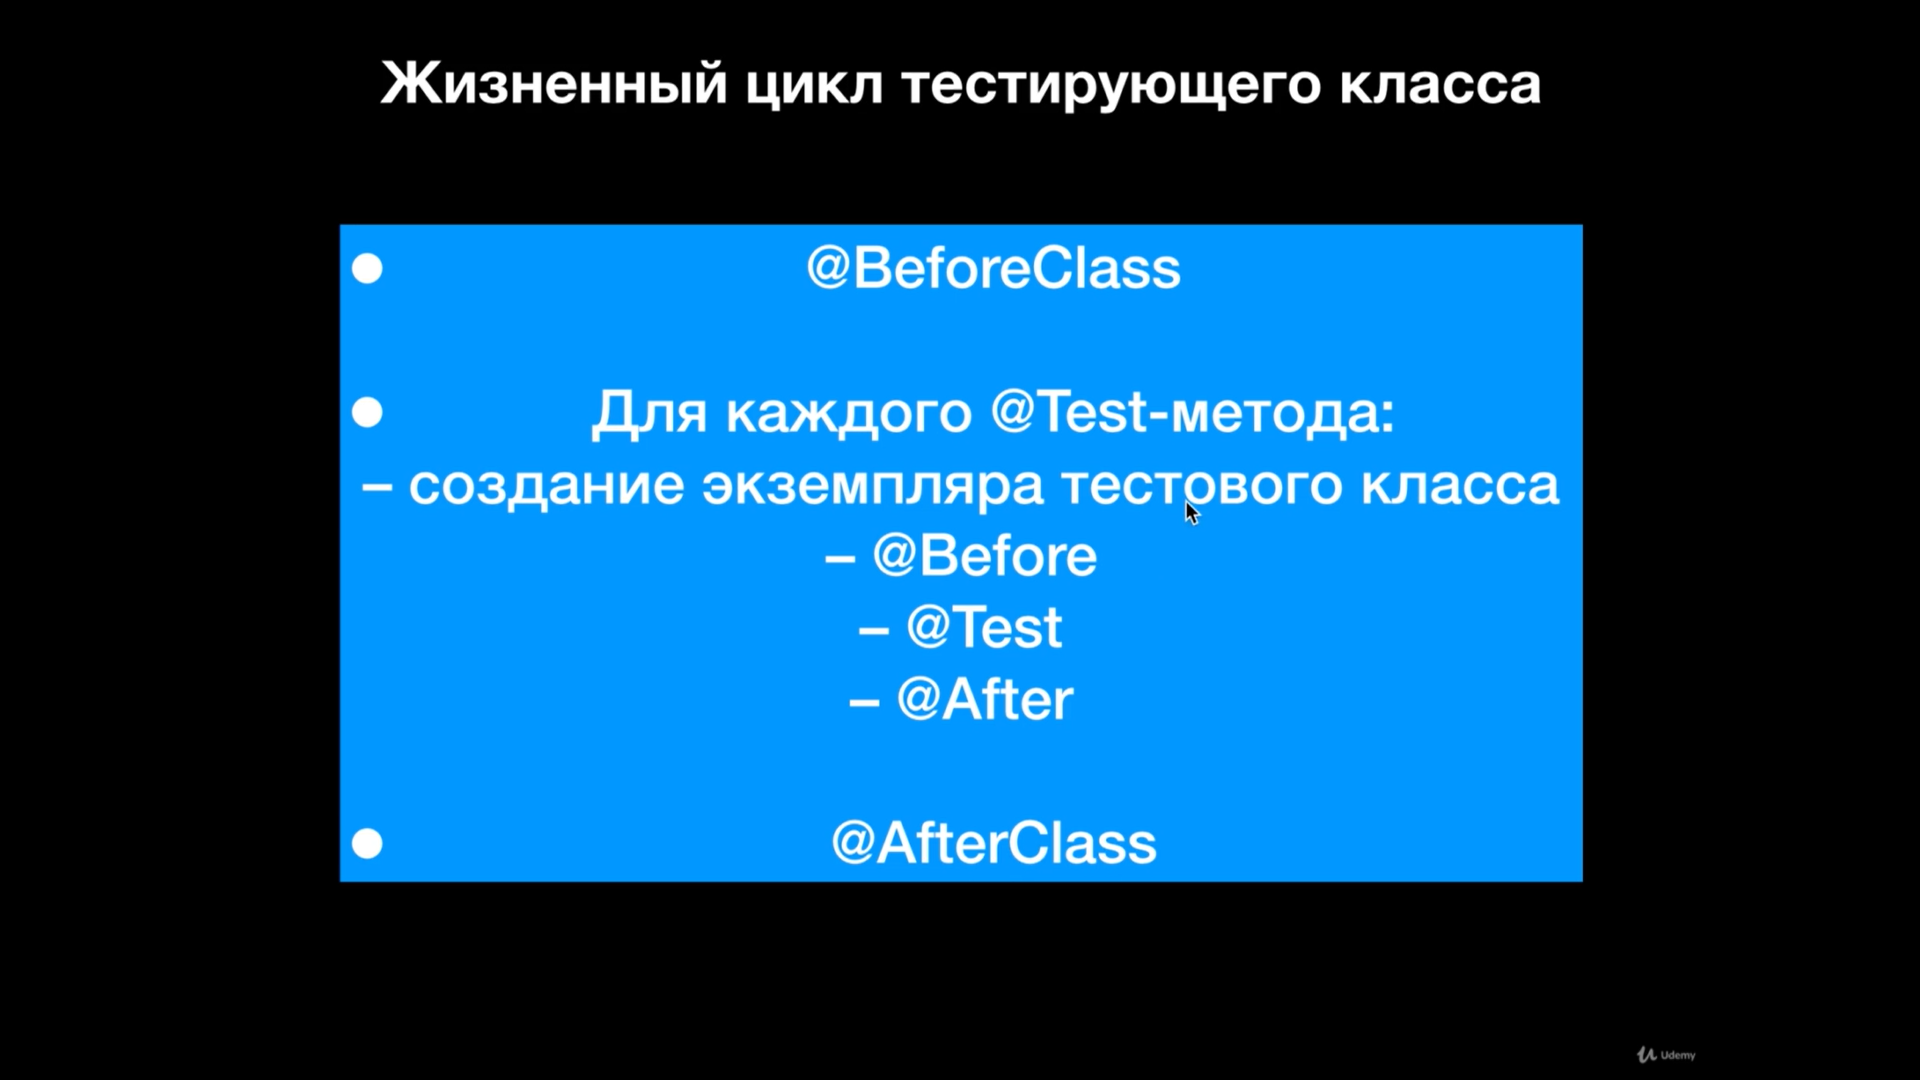 Жизненный цикл тестирующего класса
● @BeforeClass
● Для каждого @Test-метода:
– создание экземпляра тестового класса
– @Before
– @Test
– @After
● @AfterClass
Udemy